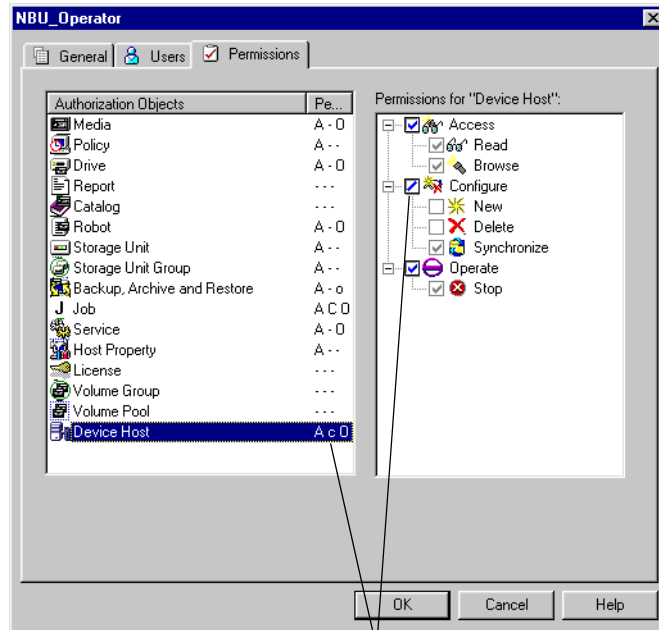 NBU_Operator
General Users Permissions
Authorization Objects Pe...
Media A - O
Policy A - -
Drive A - O
Report - - -
Catalog - - -
Robot A - O
Storage Unit A - -
Storage Unit Group A - -
Backup, Archive and Restore A - o
Job A C O
Service A - O
Host Property A - -
License - - -
Volume Group - - -
Volume Pool - - -
Device Host A c O
Permissions for "Device Host":
Access
Read
Browse
Configure
New
Delete
Synchronize
Operate
Stop
OK Cancel Help